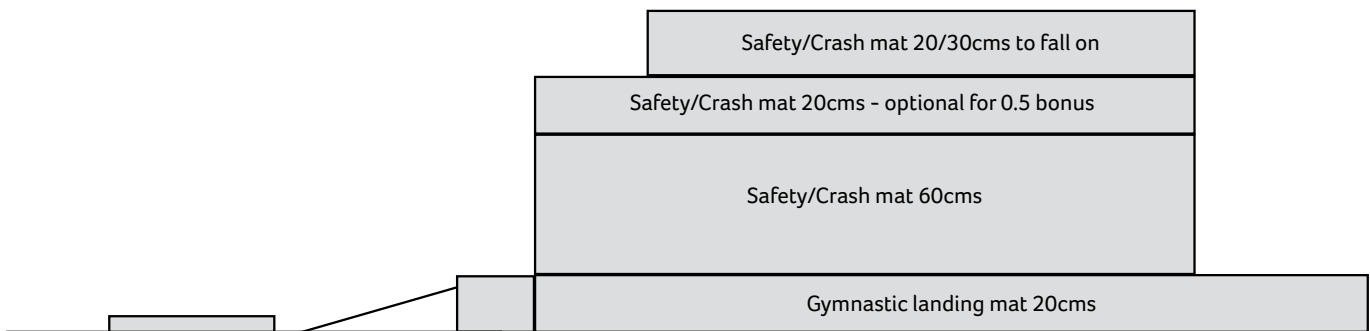 Safety/Crash mat 20/30cms to fall on
Safety/Crash mat 20cms - optional for 0.5 bonus
Safety/Crash mat 60cms
Gymnastic landing mat 20cms